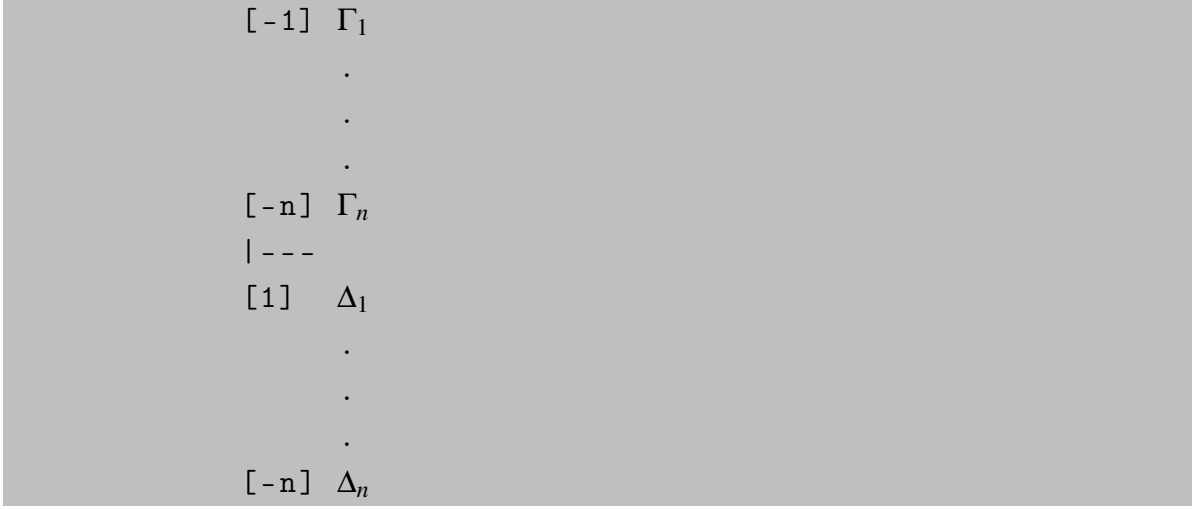 [-1] Γ₁
.
.
.
[-n] Γₙ
|---
[1] Δ₁
.
.
.
[-n] Δₙ